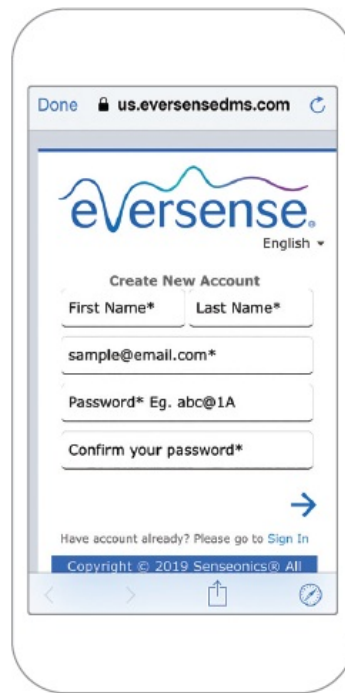 Done us.eversensedms.com
eversense.
English
Create New Account
First Name* Last Name*
sample@email.com*
Password* Eg. abc@1A
Confirm your password*
Have account already? Please go to Sign In
Copyright © 2019 Senseonics® All